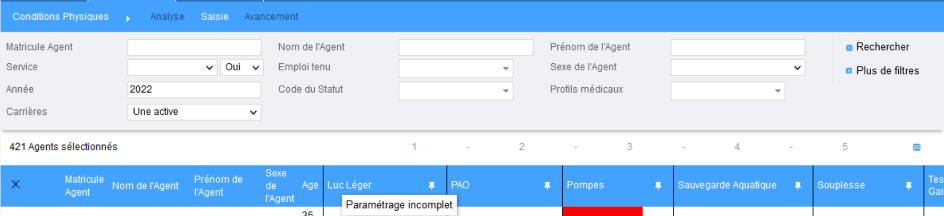 Conditions Physiques Analyse Saisie Avancement
Matricule Agent Nom de l'Agent Prénom de l'Agent Rechercher
Service Oui Emploi tenu Sexe de l'Agent Plus de filtres
Année 2022 Code du Statut Profils médicaux
Carrières Une active
421 Agents sélectionnés 1 - 2 - 3 - 4 - 5
Matricule Agent Nom de l'Agent Prénom de l'Agent Sexe de l'Agent Age Luc Léger PAO Pompes Sauvegarde Aquatique Souplesse Tes Gai
Paramétrage incomplet